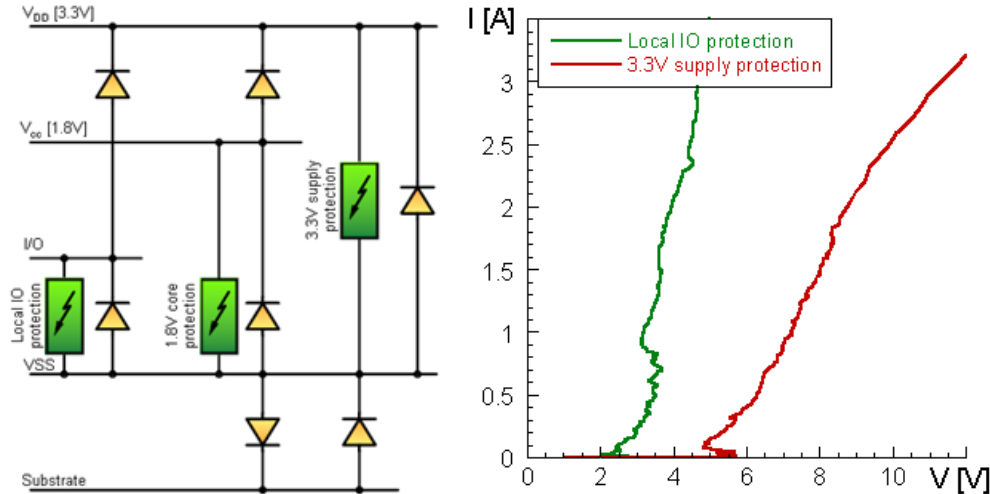 VDD [3.3V]
Vcc [1.8V]
I/O
Local IO
protection
1.8V core
protection
3.3V supply
protection
VSS
Substrate
I [A]
Local IO protection
3.3V supply protection
3
2.5
2
1.5
1
0.5
0
0 2 4 6 8 10 V [V]